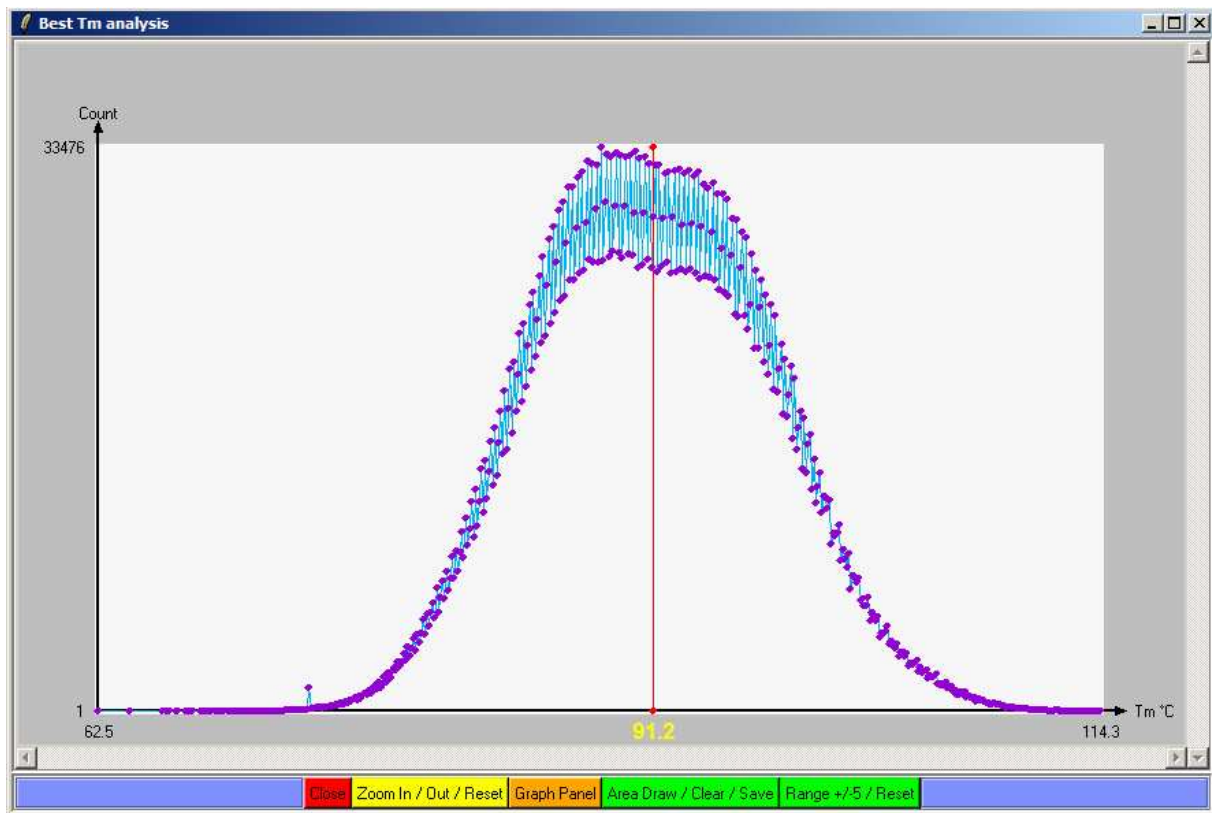 Best Tm analysis
Count
33476
1
Tm °C
62.5
91.2
114.3
Close
Zoom In / Out / Reset
Graph Panel
Area Draw / Clear / Save
Range +/-5 / Reset